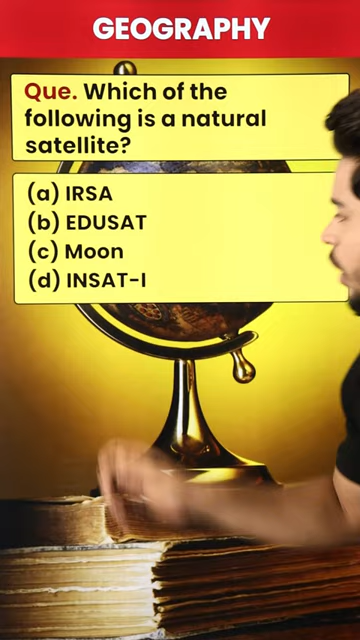 GEOGRAPHY
Que. Which of the
following is a natural
satellite?
(a) IRSA
(b) EDUSAT
(c) Moon
(d) INSAT-I